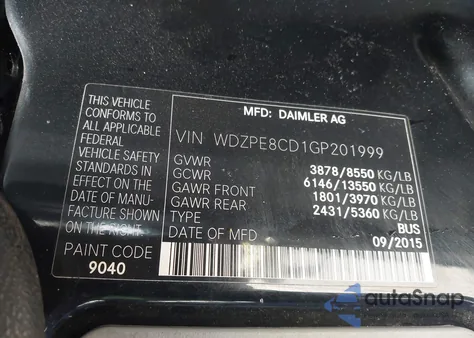 MFD: DAIMLER AG
THIS VEHICLE
CONFORMS TO
ALL APPLICABLE
FEDERAL
VEHICLE SAFETY
STANDARDS IN
EFFECT ON THE
DATE OF MANU-
FACTURE SHOWN
ON THE RIGHT
PAINT CODE
9040
VIN WDZPE8CD1GP201999
GVWR 3878/8550 KG/LB
GCWR 6146/13550 KG/LB
GAWR FRONT 1801/3970 KG/LB
GAWR REAR 2431/5360 KG/LB
TYPE BUS
DATE OF MFD 09/2015
autoSnap